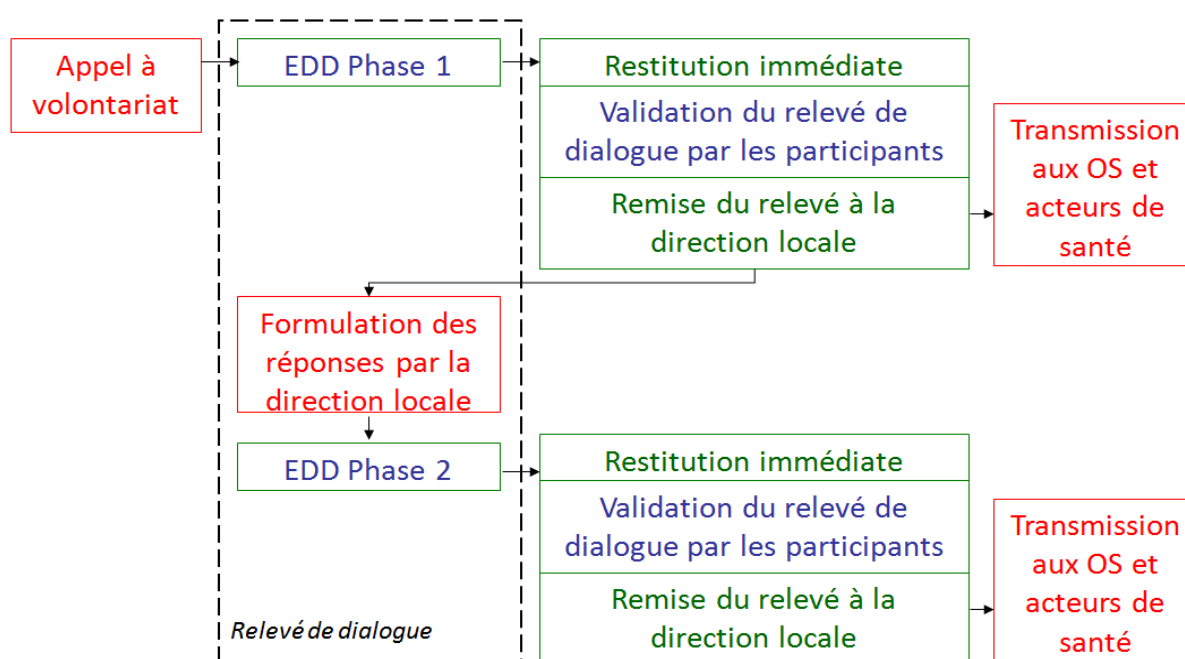 Appel à
volontariat
EDD Phase 1
Restitution immédiate
Validation du relevé de
dialogue par les participants
Remise du relevé à la
direction locale
Transmission
aux OS et
acteurs de
santé
Formulation des
réponses par la
direction locale
EDD Phase 2
Restitution immédiate
Validation du relevé de
dialogue par les participants
Remise du relevé à la
direction locale
Transmission
aux OS et
acteurs de
santé
Relevé de dialogue